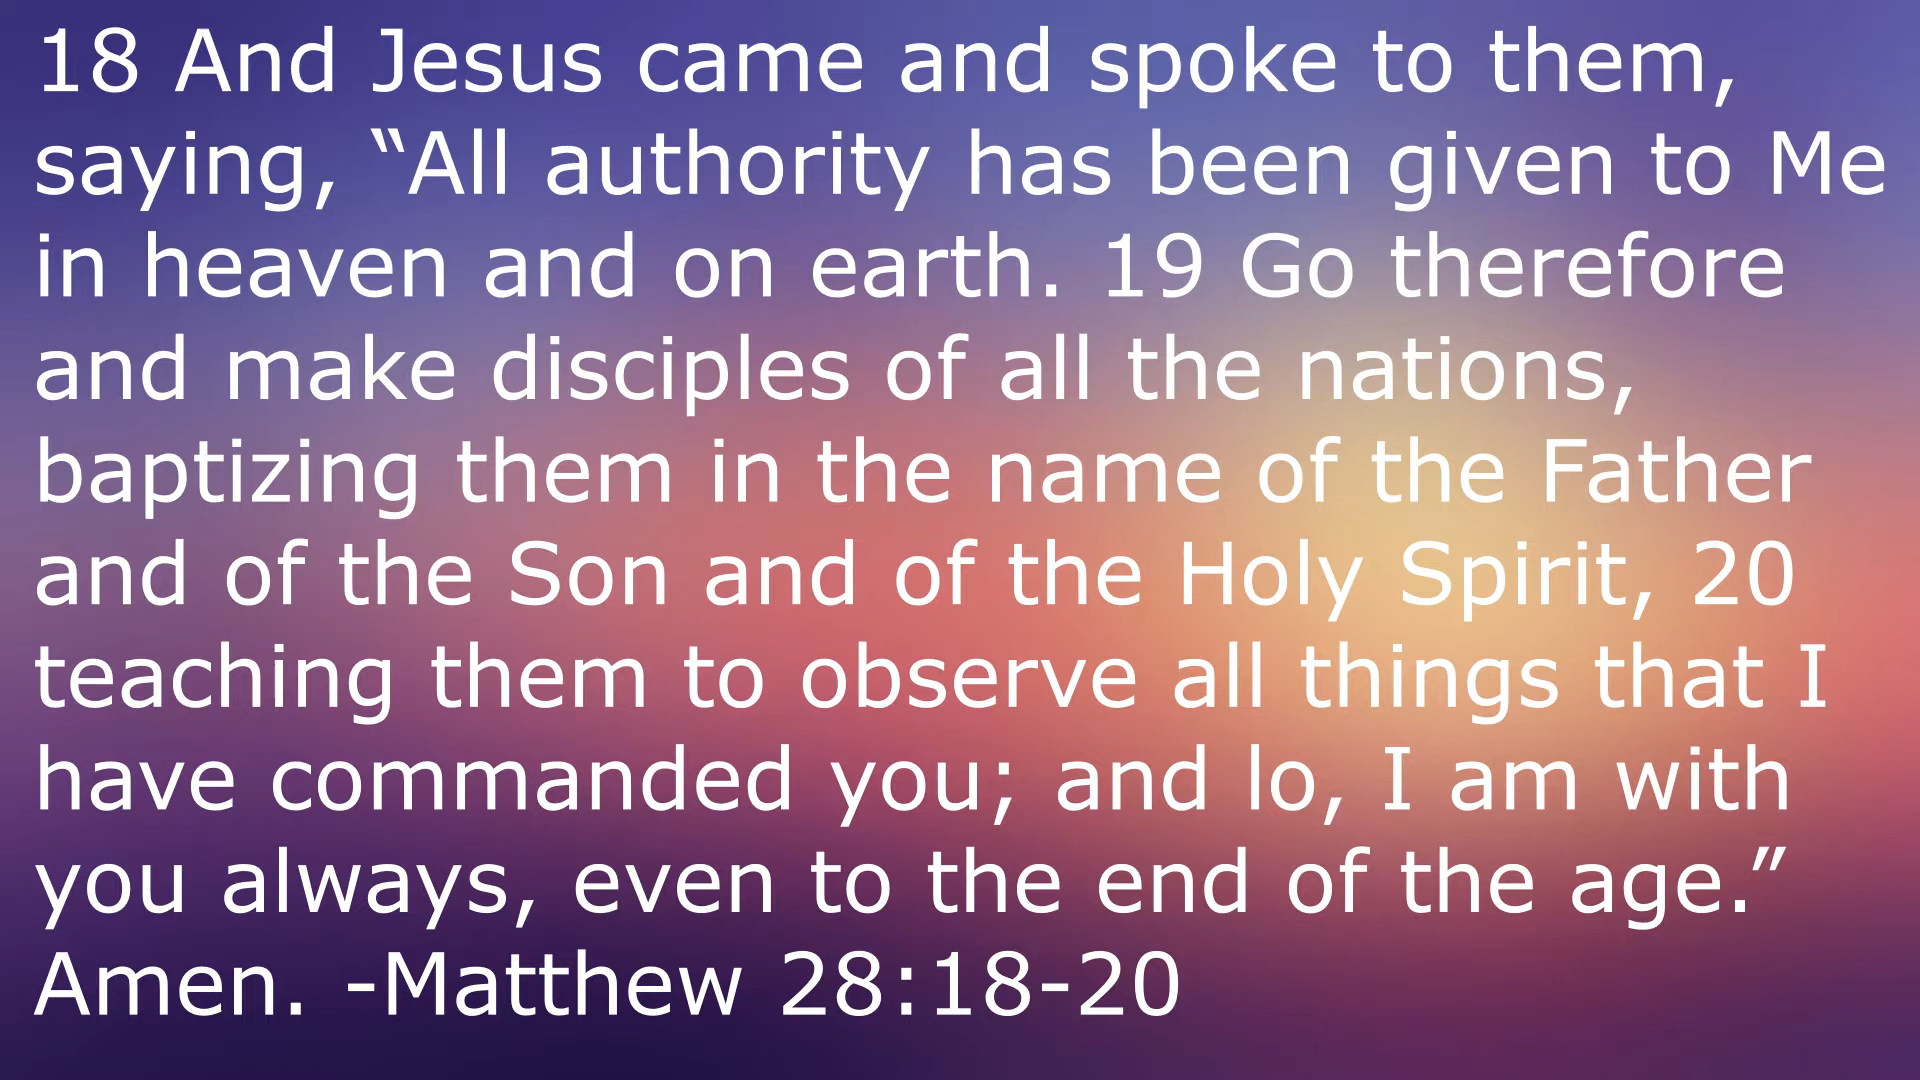 18 And Jesus came and spoke to them,
saying, “All authority has been given to Me
in heaven and on earth. 19 Go therefore
and make disciples of all the nations,
baptizing them in the name of the Father
and of the Son and of the Holy Spirit, 20
teaching them to observe all things that I
have commanded you; and lo, I am with
you always, even to the end of the age.”
Amen. -Matthew 28:18-20